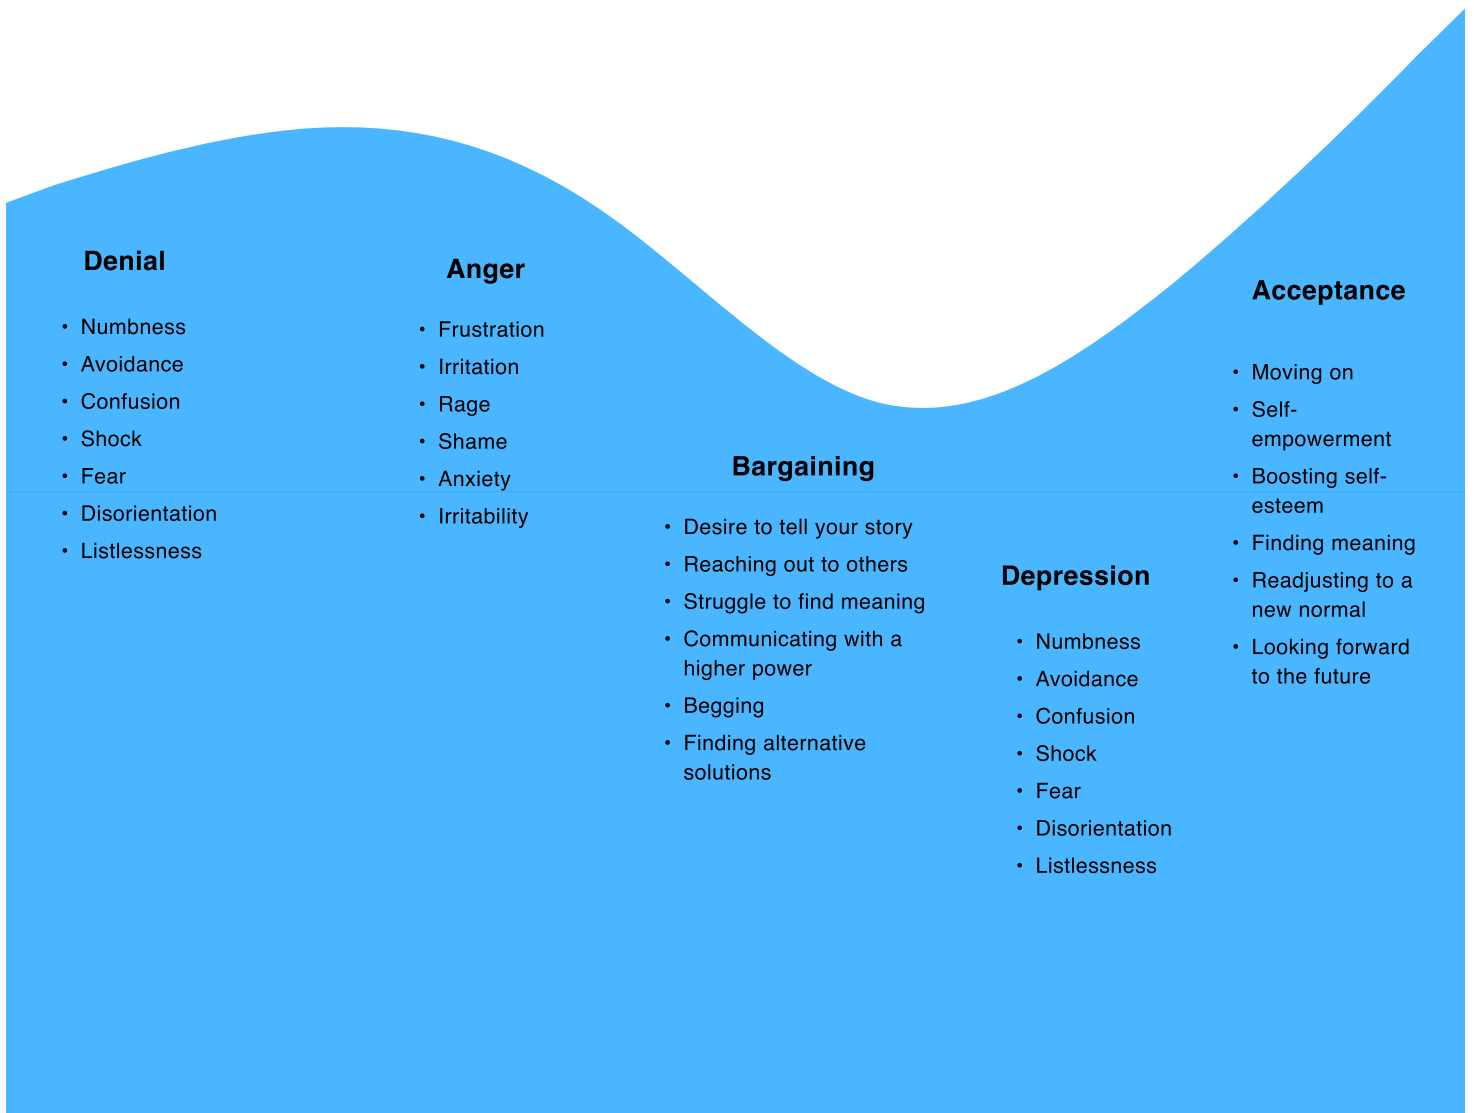 Denial
• Numbness
• Avoidance
• Confusion
• Shock
• Fear
• Disorientation
• Listlessness
Anger
• Frustration
• Irritation
• Rage
• Shame
• Anxiety
• Irritability
Bargaining
• Desire to tell your story
• Reaching out to others
• Struggle to find meaning
• Communicating with a
higher power
• Begging
• Finding alternative
solutions
Depression
• Numbness
• Avoidance
• Confusion
• Shock
• Fear
• Disorientation
• Listlessness
Acceptance
• Moving on
• Self-
empowerment
• Boosting self-
esteem
• Finding meaning
• Readjusting to a
new normal
• Looking forward
to the future